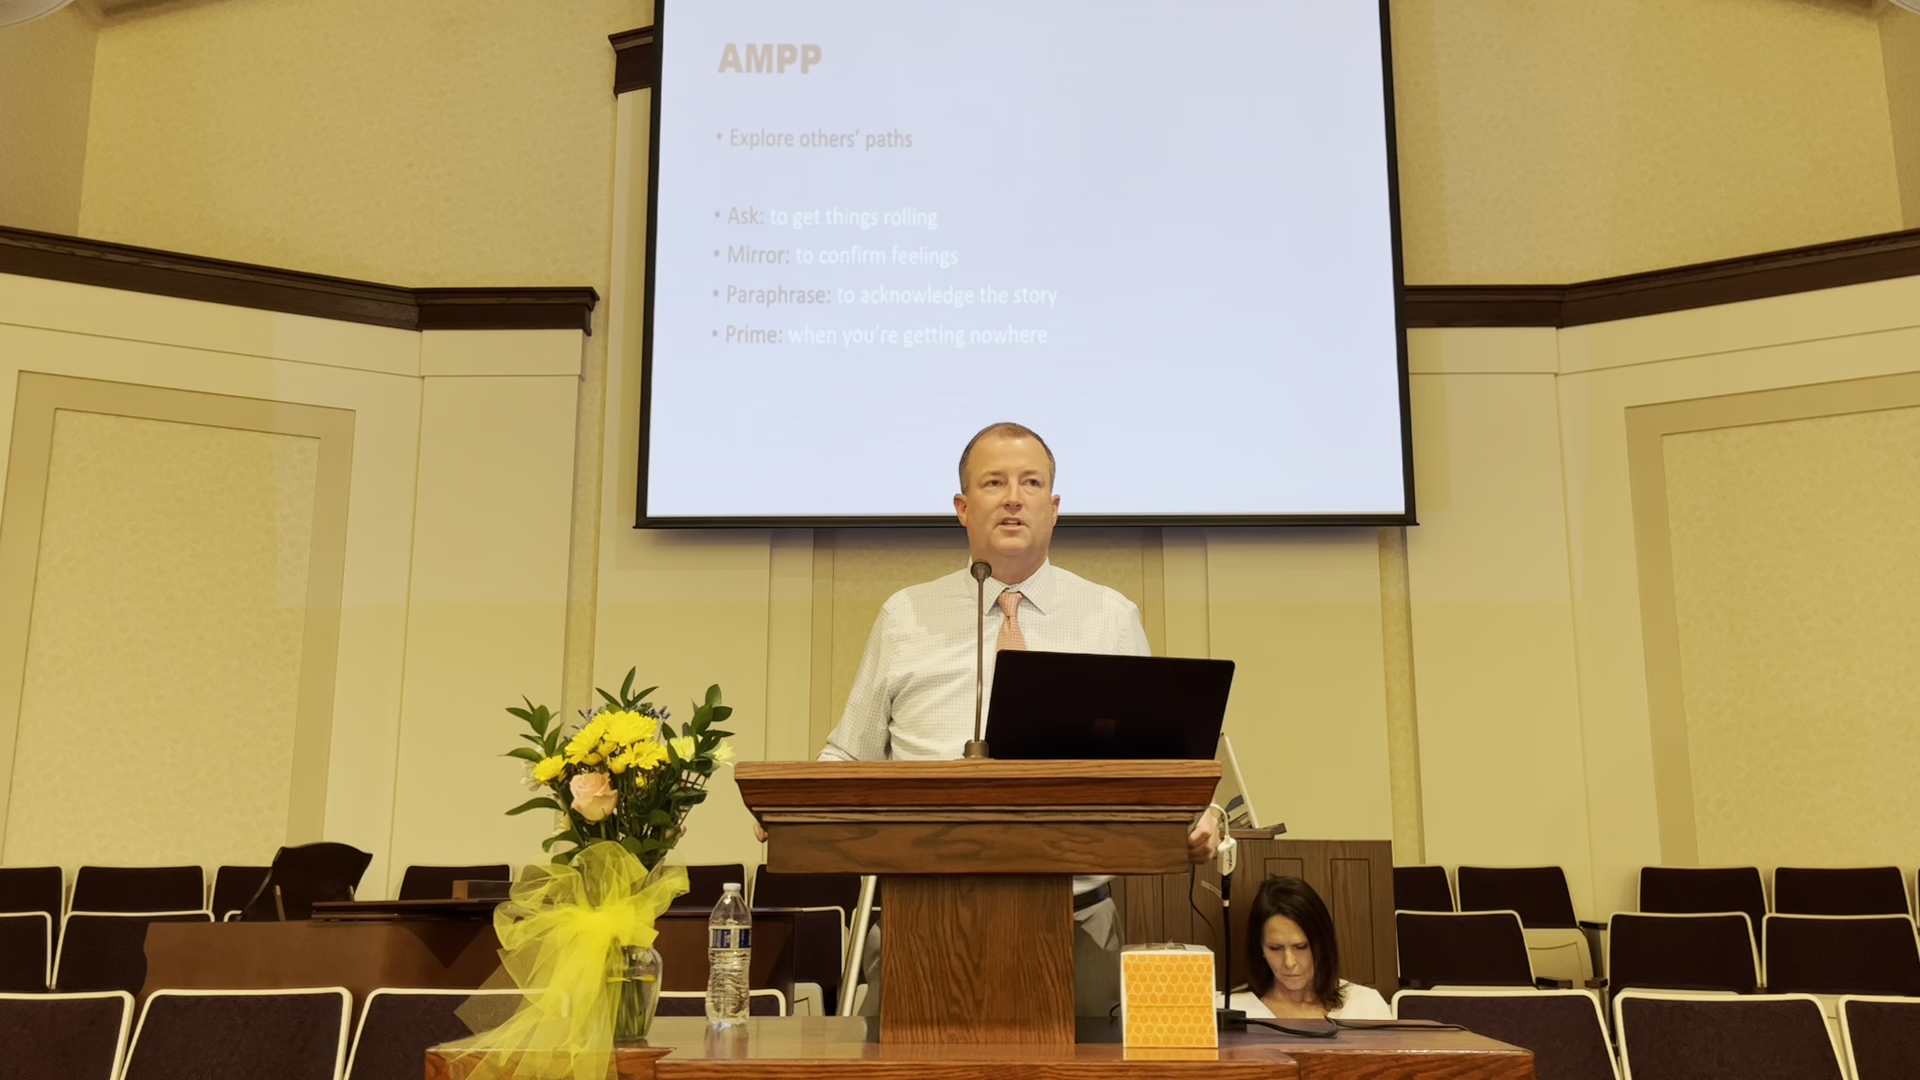 AMPP
• Explore others' paths
• Ask: to get things rolling
• Mirror: to confirm feelings
• Paraphrase: to acknowledge the story
• Prime: when you're getting nowhere